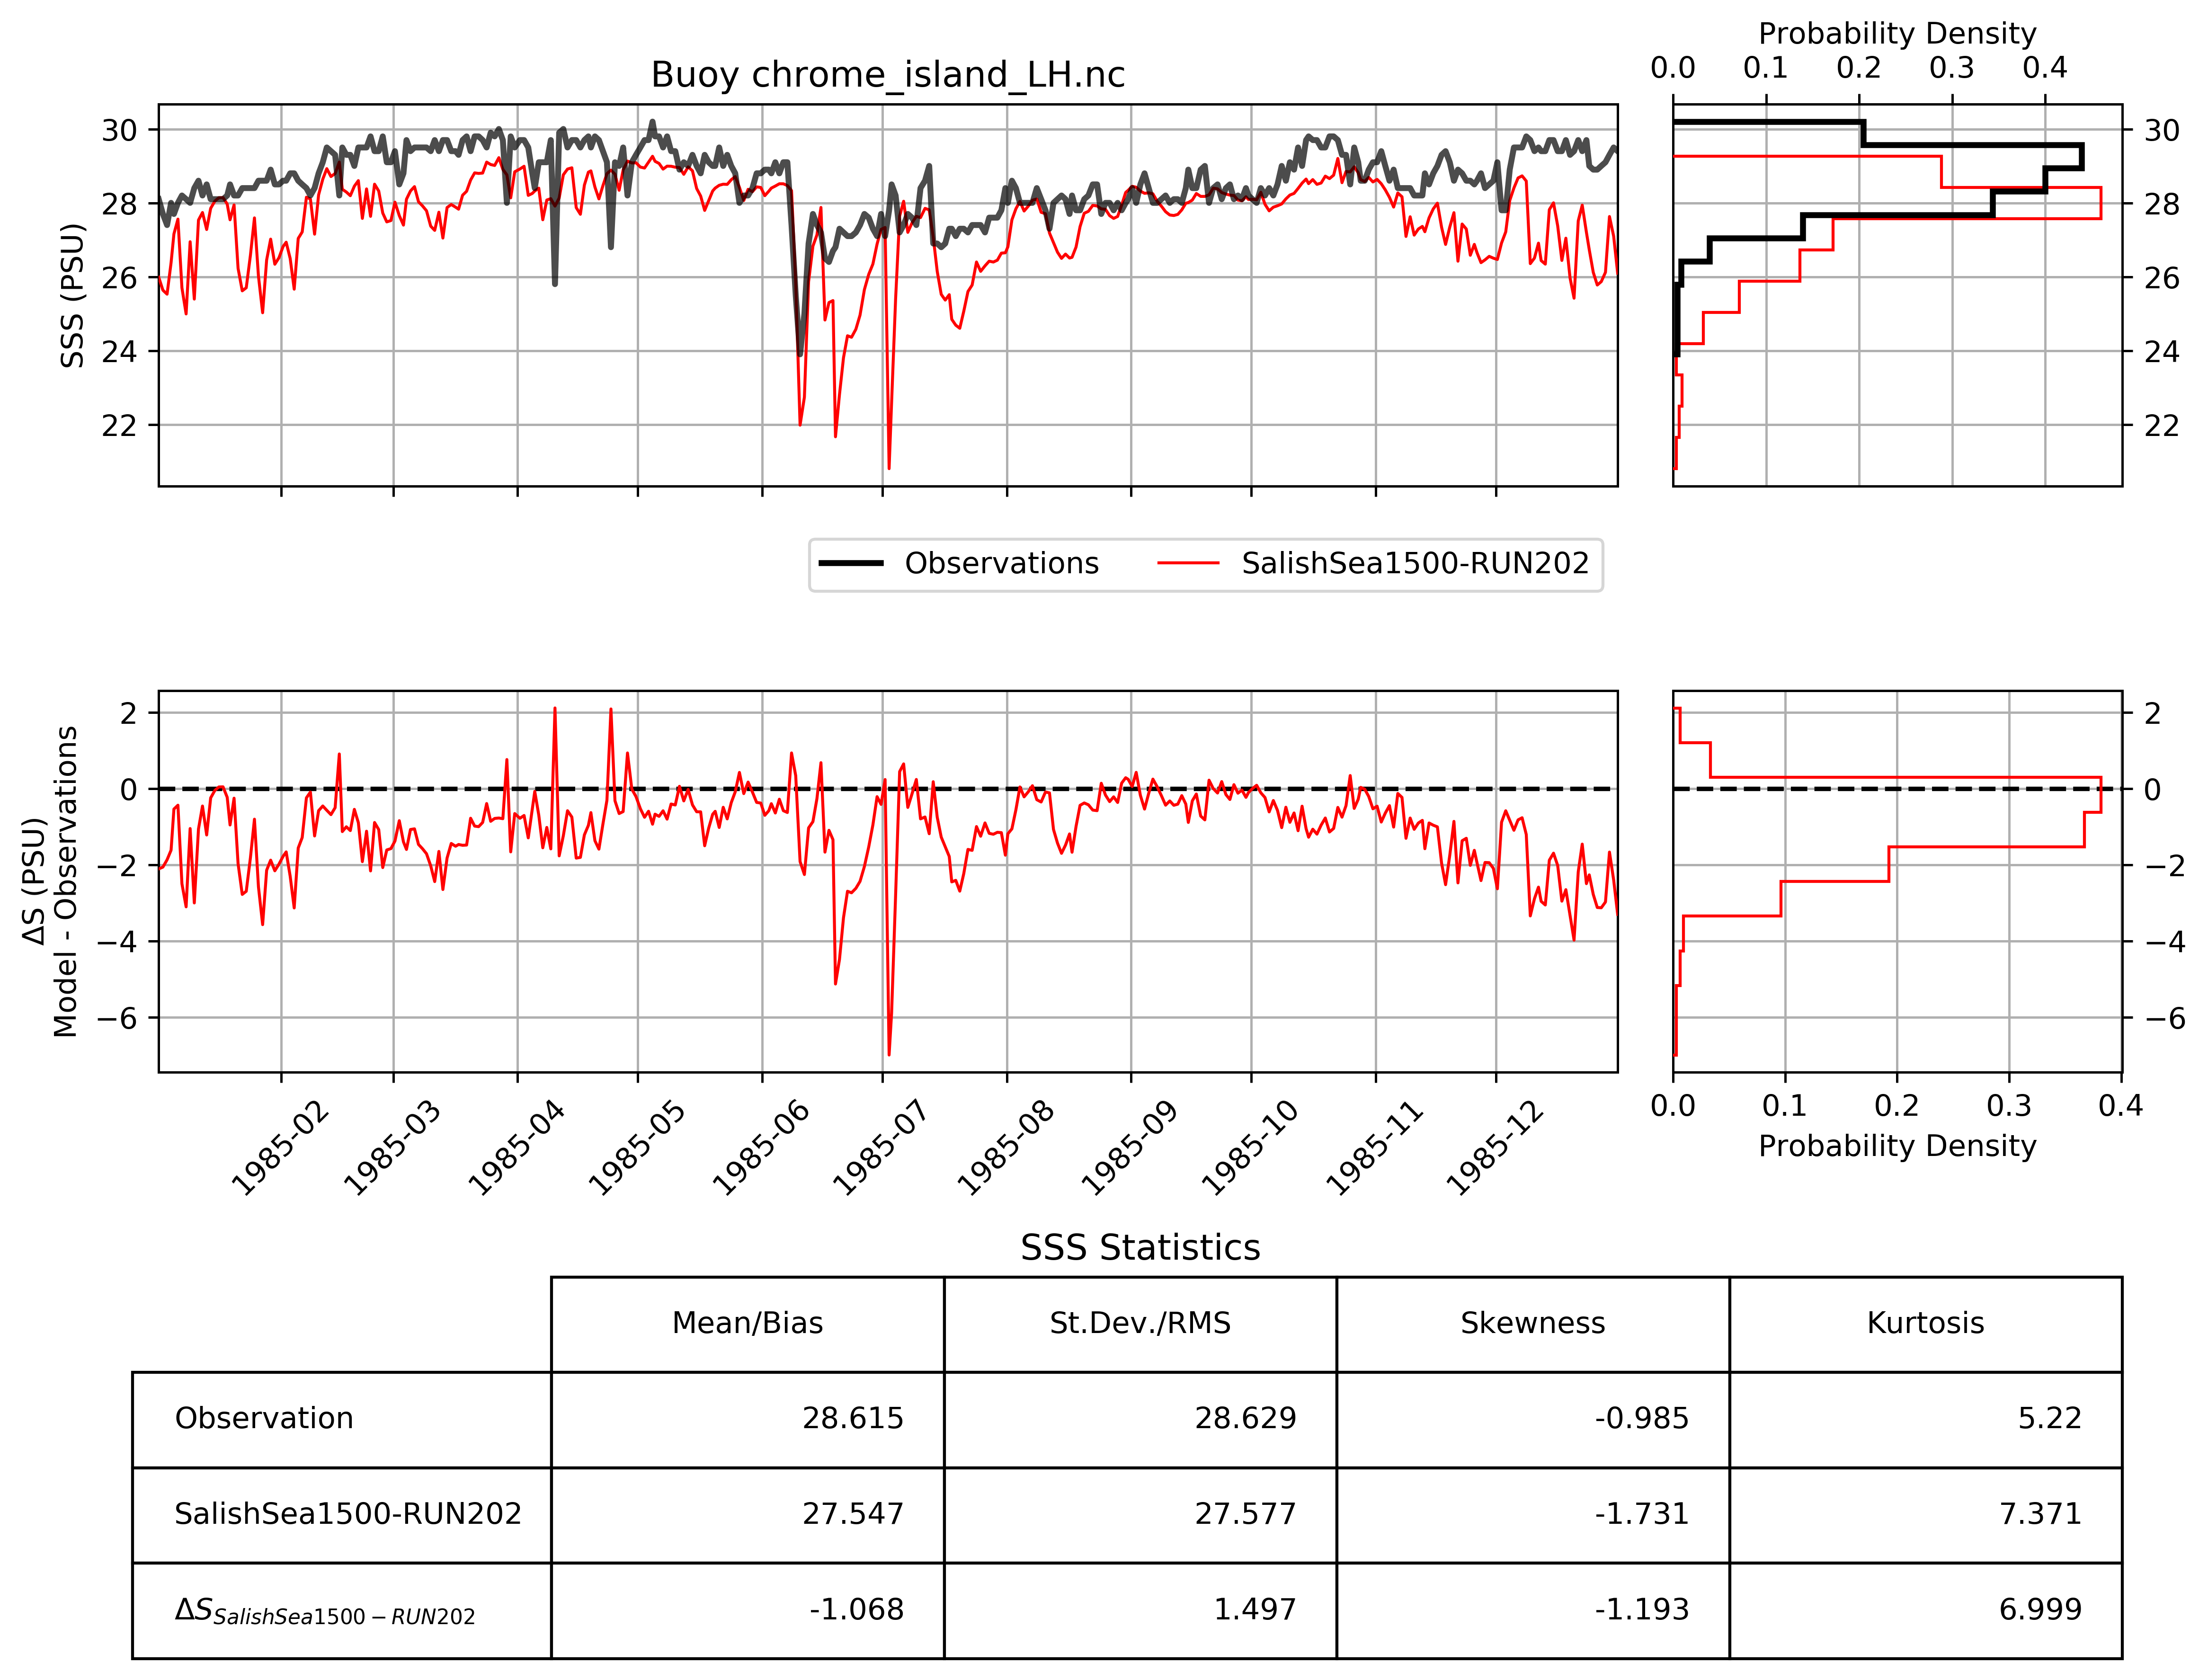 Probability Density
0.0 0.1 0.2 0.3 0.4
Buoy chrome_island_LH.nc
30
28
26
24
22
SSS (PSU)
30
28
26
24
22
Observations SalishSea1500-RUN202
2
0
−2
−4
−6
ΔS (PSU)
Model - Observations
2
0
−2
−4
−6
1985-02 1985-03 1985-04 1985-05 1985-06 1985-07 1985-08 1985-09 1985-10 1985-11 1985-12
0.0 0.1 0.2 0.3 0.4
Probability Density
SSS Statistics
Mean/Bias St.Dev./RMS Skewness Kurtosis
Observation 28.615 28.629 -0.985 5.22
SalishSea1500-RUN202 27.547 27.577 -1.731 7.371
ΔS SalishSea1500−RUN202 -1.068 1.497 -1.193 6.999